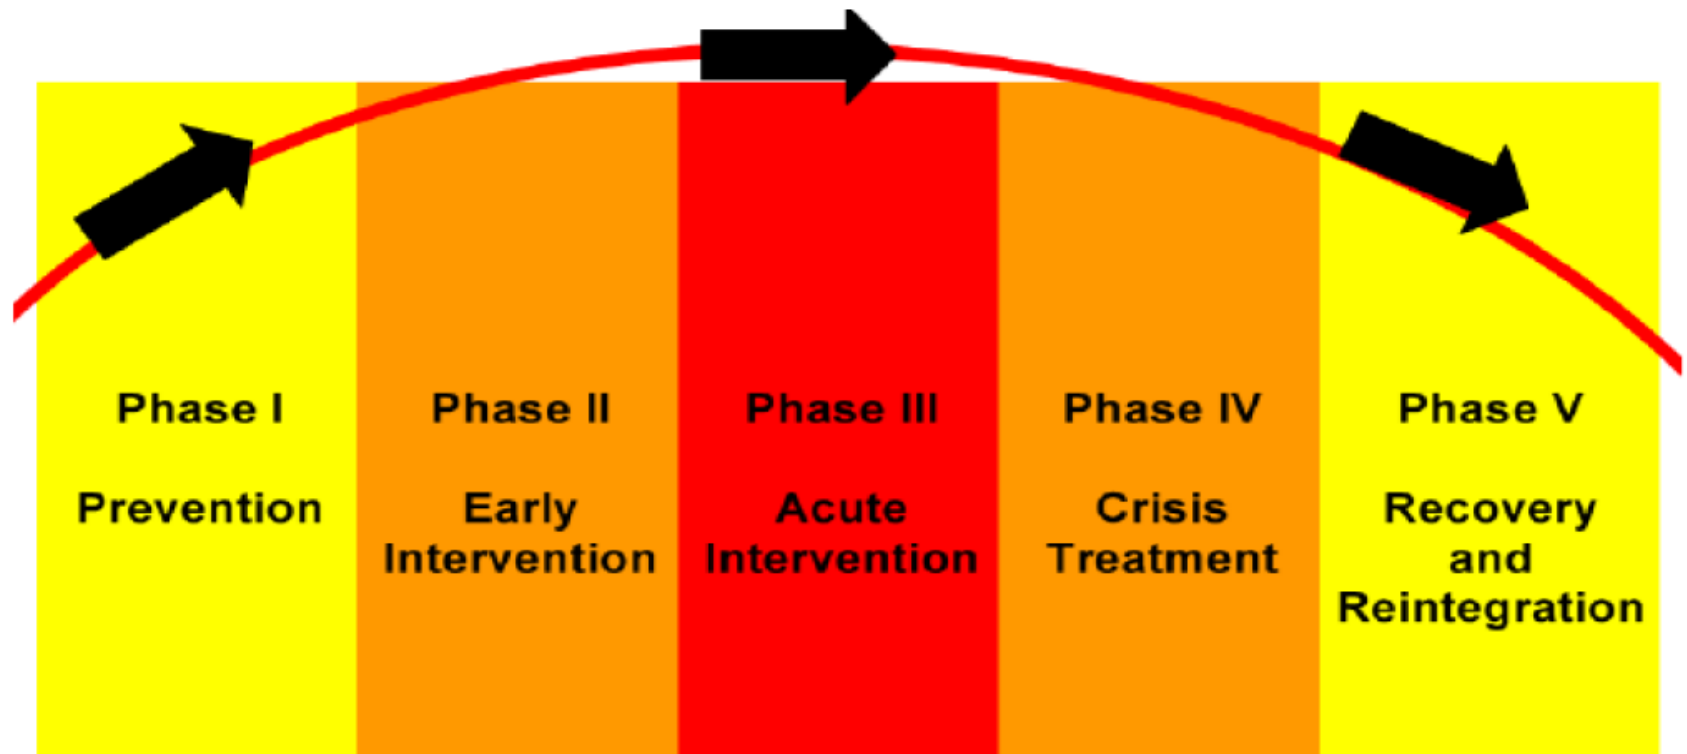 Phase I
Prevention
Phase II
Early
Intervention
Phase III
Acute
Intervention
Phase IV
Crisis
Treatment
Phase V
Recovery
and
Reintegration